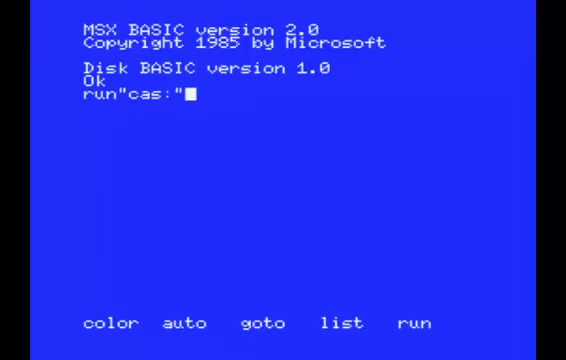 MSX BASIC version 2.0
Copyright 1985 by Microsoft
Disk BASIC version 1.0
Ok
run"cas:"
color auto goto list run